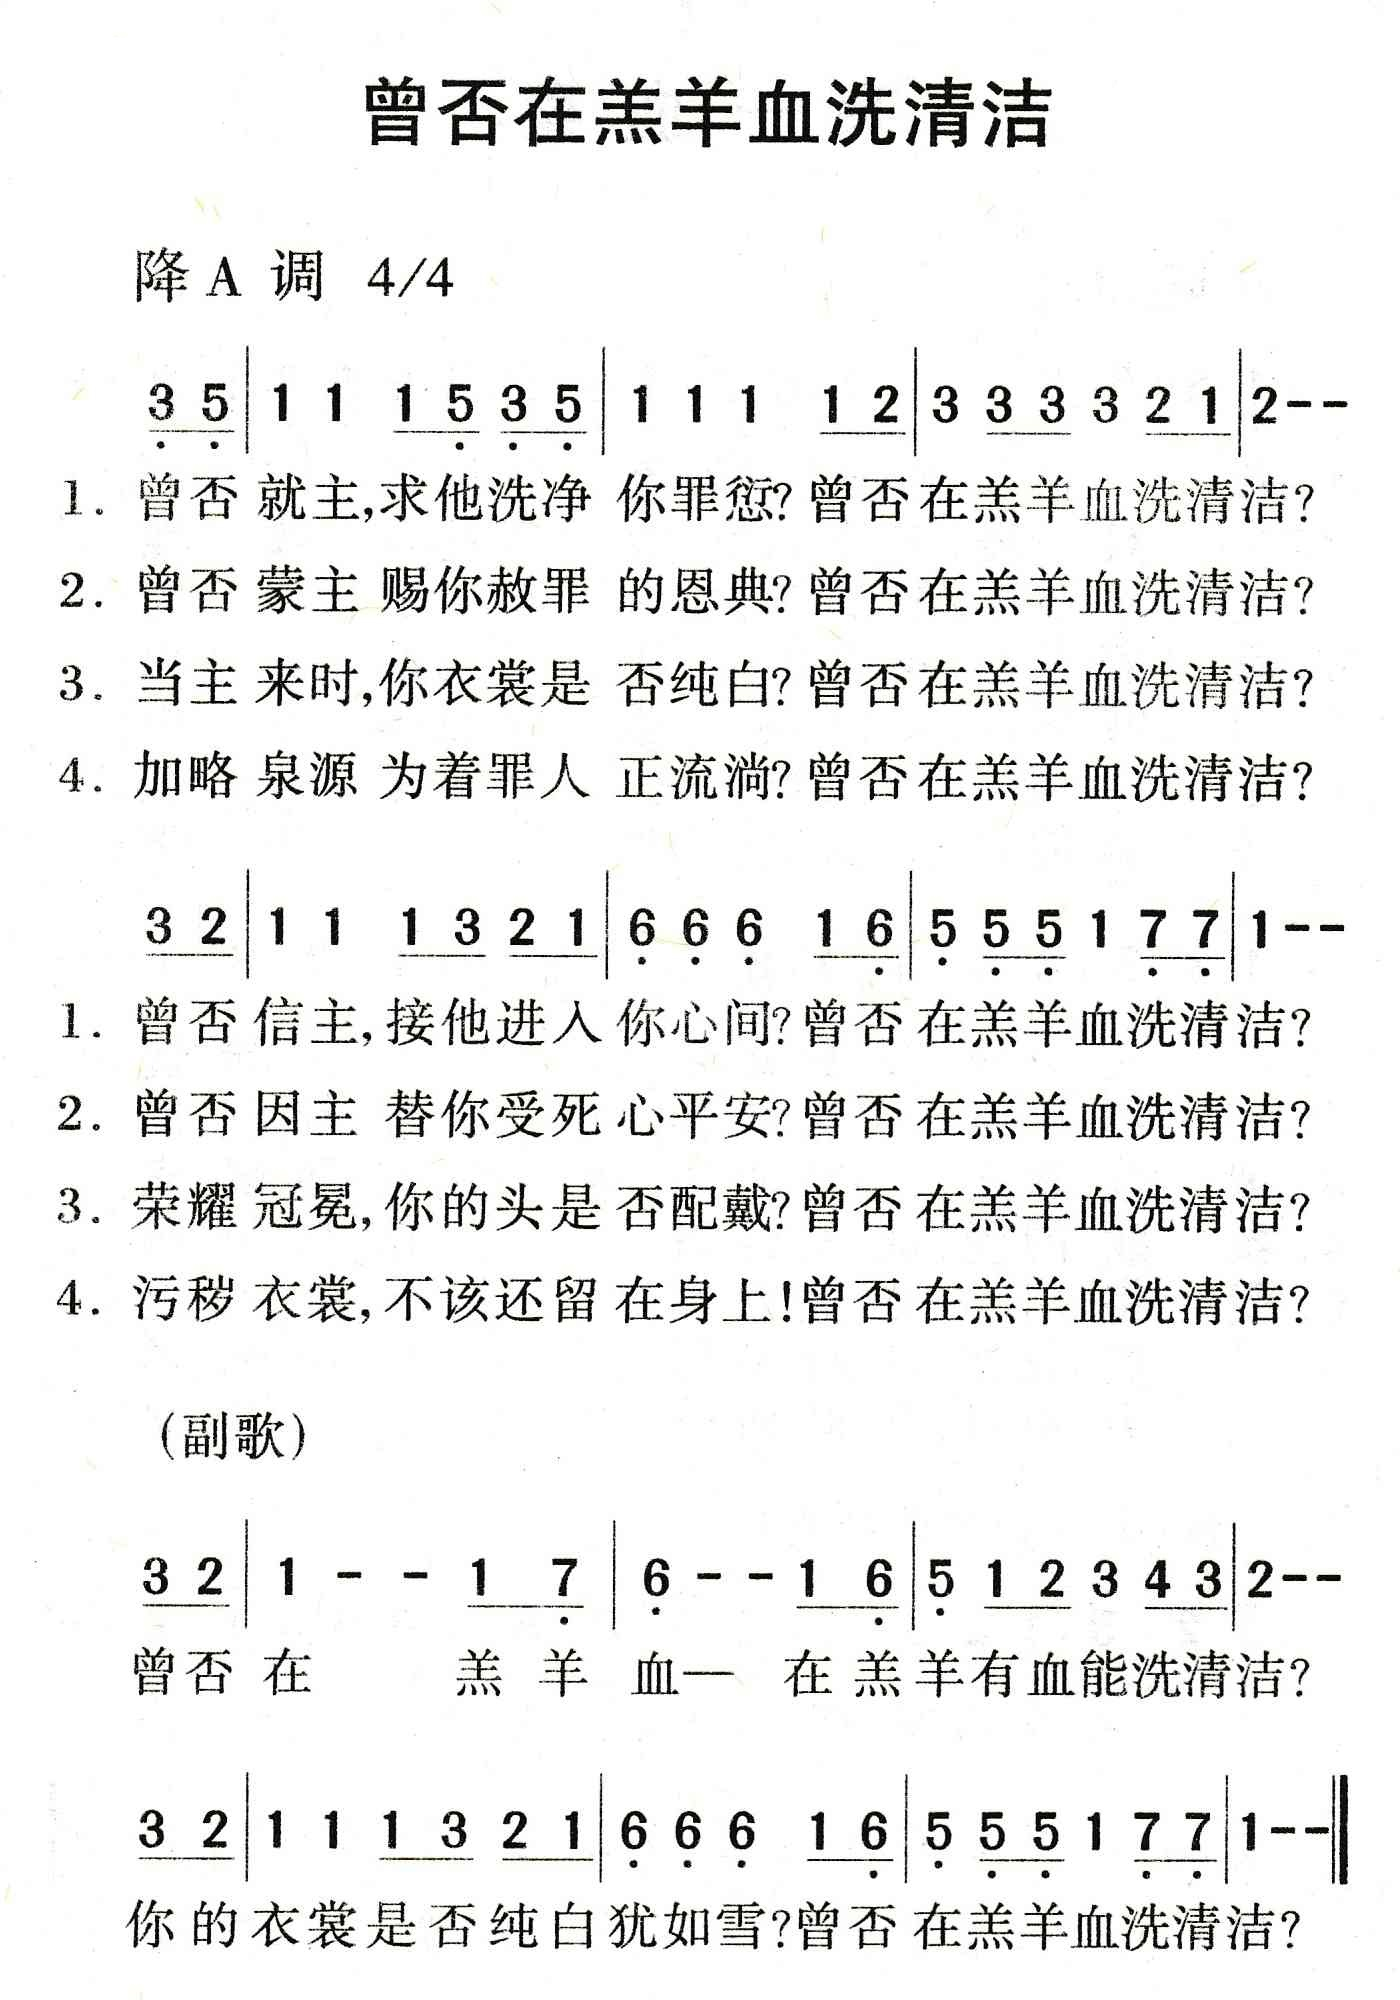 曾否在羔羊血洗清洁
降A 调 4/4
3 5 | 1 1 1 5 3 5 | 1 1 1 1 2 | 3 3 3 3 2 1 | 2 - -
1. 曾否 就主,求他洗净 你罪愆?曾否在羔羊血洗清洁?
2. 曾否 蒙主 赐你赦罪 的恩典?曾否在羔羊血洗清洁?
3. 当主 来时,你衣裳是 否纯白?曾否在羔羊血洗清洁?
4. 加略 泉源 为着罪人 正流淌?曾否在羔羊血洗清洁?
3 2 | 1 1 1 3 2 1 | 6 6 6 1 6 | 5 5 5 1 7 7 | 1 - -
1. 曾否 信主,接他进入 你心间?曾否 在羔羊血洗清洁?
2. 曾否 因主 替你受死 心平安?曾否 在羔羊血洗清洁?
3. 荣耀 冠冕,你的头是 否配戴?曾否 在羔羊血洗清洁?
4. 污秽 衣裳,不该还留 在身上!曾否 在羔羊血洗清洁?
(副歌)
3 2 | 1 - - 1 7 | 6 - - 1 6 | 5 1 2 3 4 3 | 2 - -
曾否 在 羔 羊 血— 在 羔 羊有血能洗清洁?
3 2 | 1 1 1 3 2 1 | 6 6 6 1 6 | 5 5 5 1 7 7 | 1 - - ‖
你的衣裳是否纯白犹如雪?曾否 在羔羊血洗清洁?